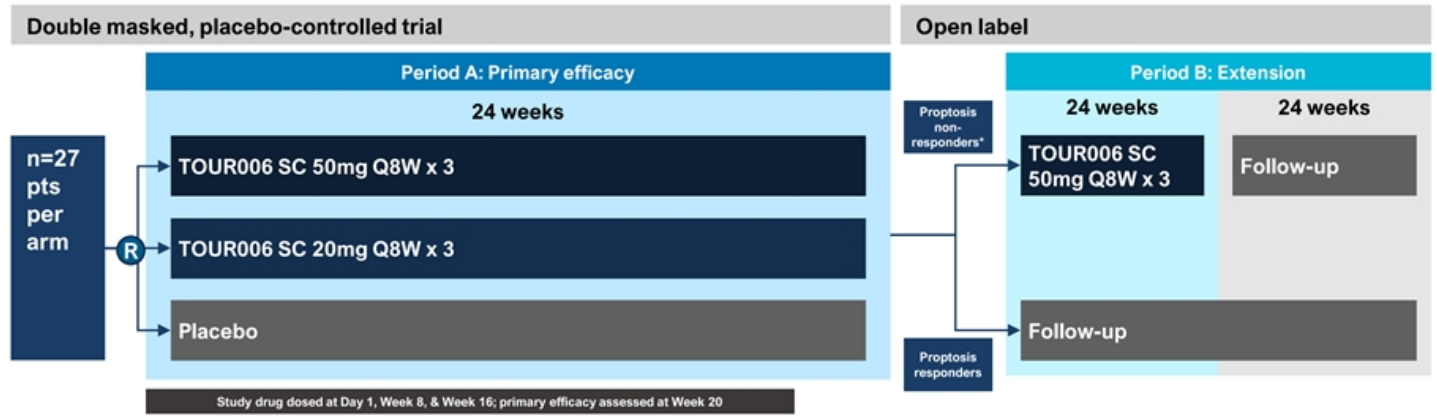 Double masked, placebo-controlled trial
Open label
Period A: Primary efficacy
Period B: Extension
24 weeks
24 weeks
24 weeks
n=27
pts
per
arm
R
TOUR006 SC 50mg Q8W x 3
TOUR006 SC 20mg Q8W x 3
Placebo
Proptosis
non-
responders*
TOUR006 SC
50mg Q8W x 3
Follow-up
Follow-up
Proptosis
responders
Study drug dosed at Day 1, Week 8, & Week 16; primary efficacy assessed at Week 20